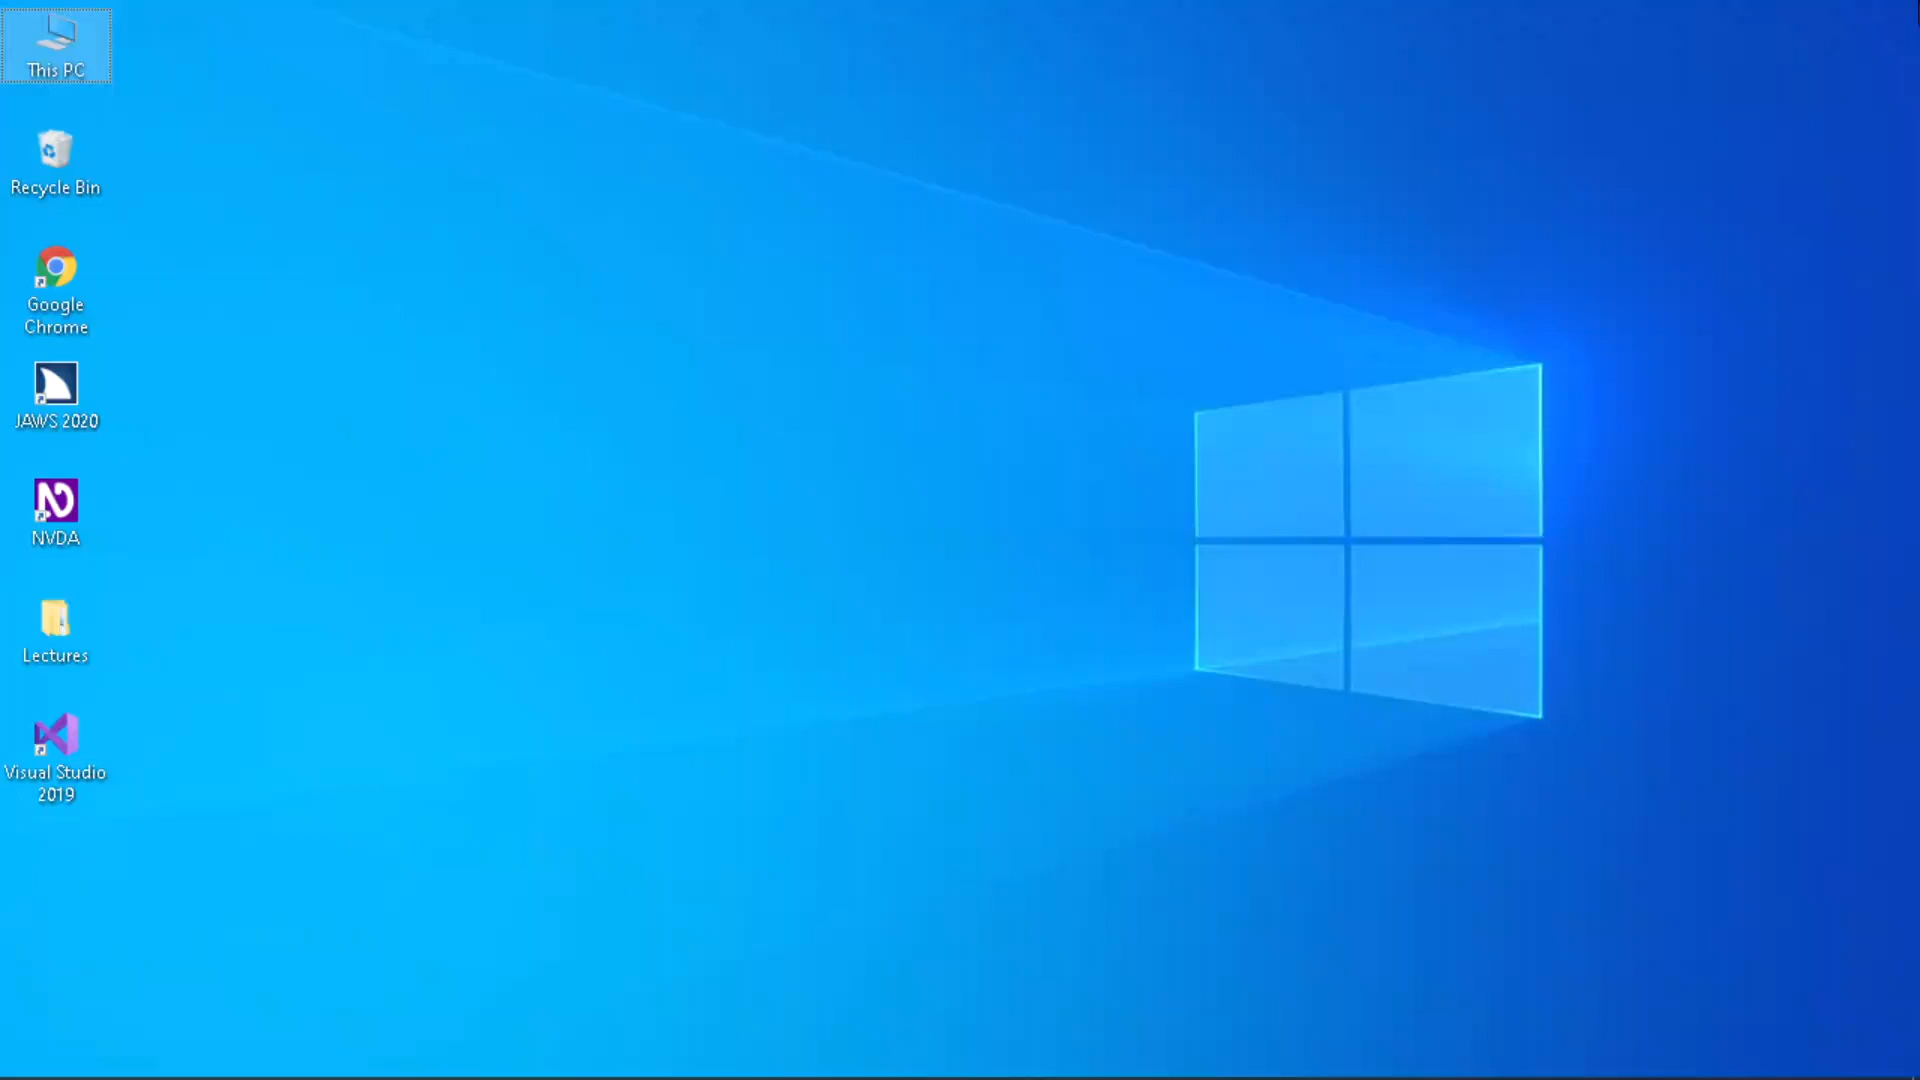 This PC
Recycle Bin
Google
Chrome
JAWS 2020
NVDA
Lectures
Visual Studio
2019